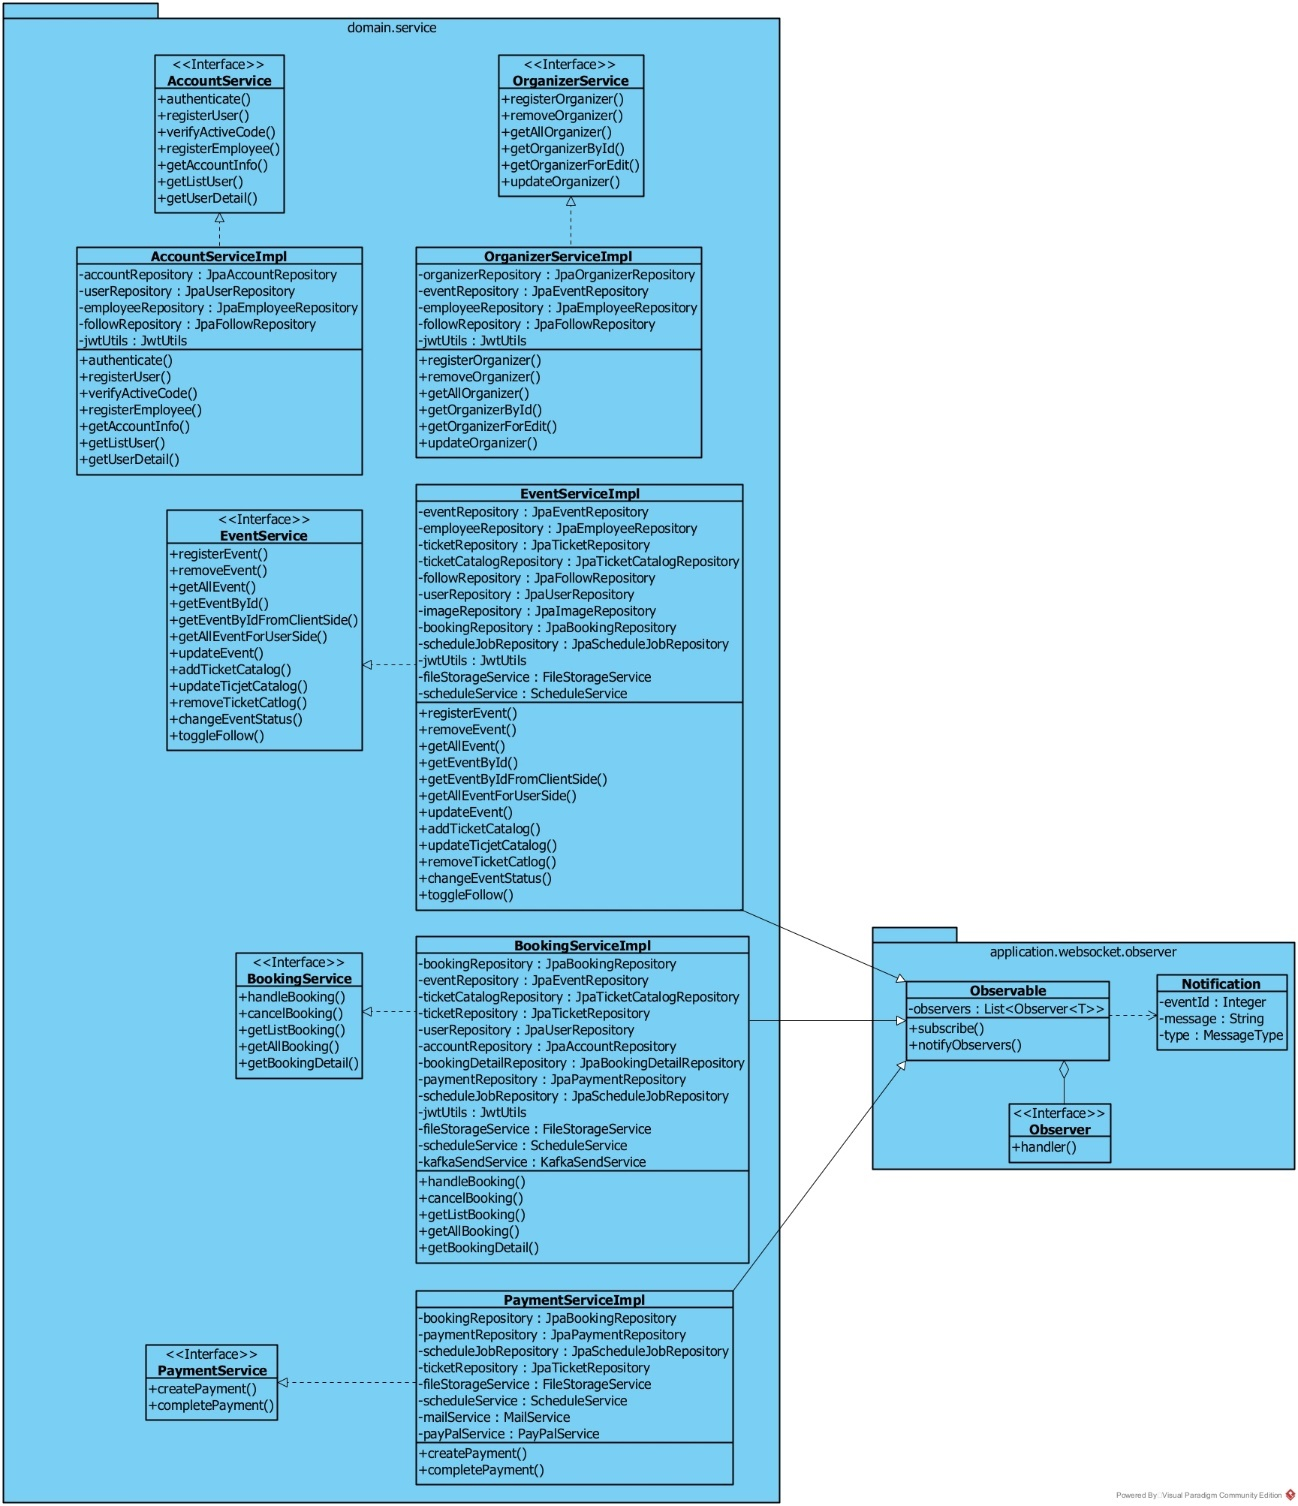 domain.service
<<Interface>>
AccountService
+authenticate()
+registerUser()
+verifyActiveCode()
+registerEmployee()
+getAccountInfo()
+getListUser()
+getUserDetail()
<<Interface>>
OrganizerService
+registerOrganizer()
+removeOrganizer()
+getAllOrganizer()
+getOrganizerById()
+getOrganizerForEdit()
+updateOrganizer()
AccountServiceImpl
-accountRepository : JpaAccountRepository
-userRepository : JpaUserRepository
-employeeRepository : JpaEmployeeRepository
-followRepository : JpaFollowRepository
-jwtUtils : JwtUtils
+authenticate()
+registerUser()
+verifyActiveCode()
+registerEmployee()
+getAccountInfo()
+getListUser()
+getUserDetail()
OrganizerServiceImpl
-organizerRepository : JpaOrganizerRepository
-eventRepository : JpaEventRepository
-employeeRepository : JpaEmployeeRepository
-followRepository : JpaFollowRepository
-jwtUtils : JwtUtils
+registerOrganizer()
+removeOrganizer()
+getAllOrganizer()
+getOrganizerById()
+getOrganizerForEdit()
+updateOrganizer()
<<Interface>>
EventService
+registerEvent()
+removeEvent()
+getAllEvent()
+getEventById()
+getEventByIdFromClientSide()
+getAllEventForUserSide()
+updateEvent()
+addTicketCatalog()
+updateTicjetCatalog()
+removeTicketCatlog()
+changeEventStatus()
+toggleFollow()
EventServiceImpl
-eventRepository : JpaEventRepository
-employeeRepository : JpaEmployeeRepository
-ticketRepository : JpaTicketRepository
-ticketCatalogRepository : JpaTicketCatalogRepository
-followRepository : JpaFollowRepository
-userRepository : JpaUserRepository
-imageRepository : JpaImageRepository
-bookingRepository : JpaBookingRepository
-scheduleJobRepository : JpaScheduleJobRepository
-jwtUtils : JwtUtils
-fileStorageService : FileStorageService
-scheduleService : ScheduleService
+registerEvent()
+removeEvent()
+getAllEvent()
+getEventById()
+getEventByIdFromClientSide()
+getAllEventForUserSide()
+updateEvent()
+addTicketCatalog()
+updateTicjetCatalog()
+removeTicketCatlog()
+changeEventStatus()
+toggleFollow()
<<Interface>>
BookingService
+handleBooking()
+cancelBooking()
+getListBooking()
+getAllBooking()
+getBookingDetail()
BookingServiceImpl
-bookingRepository : JpaBookingRepository
-eventRepository : JpaEventRepository
-ticketCatalogRepository : JpaTicketCatalogRepository
-ticketRepository : JpaTicketRepository
-userRepository : JpaUserRepository
-accountRepository : JpaAccountRepository
-bookingDetailRepository : JpaBookingDetailRepository
-paymentRepository : JpaPaymentRepository
-scheduleJobRepository : JpaScheduleJobRepository
-jwtUtils : JwtUtils
-fileStorageService : FileStorageService
-scheduleService : ScheduleService
-kafkaSendService : KafkaSendService
+handleBooking()
+cancelBooking()
+getListBooking()
+getAllBooking()
+getBookingDetail()
<<Interface>>
PaymentService
+createPayment()
+completePayment()
PaymentServiceImpl
-bookingRepository : JpaBookingRepository
-paymentRepository : JpaPaymentRepository
-scheduleJobRepository : JpaScheduleJobRepository
-ticketRepository : JpaTicketRepository
-fileStorageService : FileStorageService
-scheduleService : ScheduleService
-mailService : MailService
-payPalService : PayPalService
+createPayment()
+completePayment()
application.websocket.observer
Observable
-observers : List<Observer<T>>
+subscribe()
+notifyObservers()
Notification
-eventId : Integer
-message : String
-type : MessageType
<<Interface>>
Observer
+handler()
Powered By: Visual Paradigm Community Edition